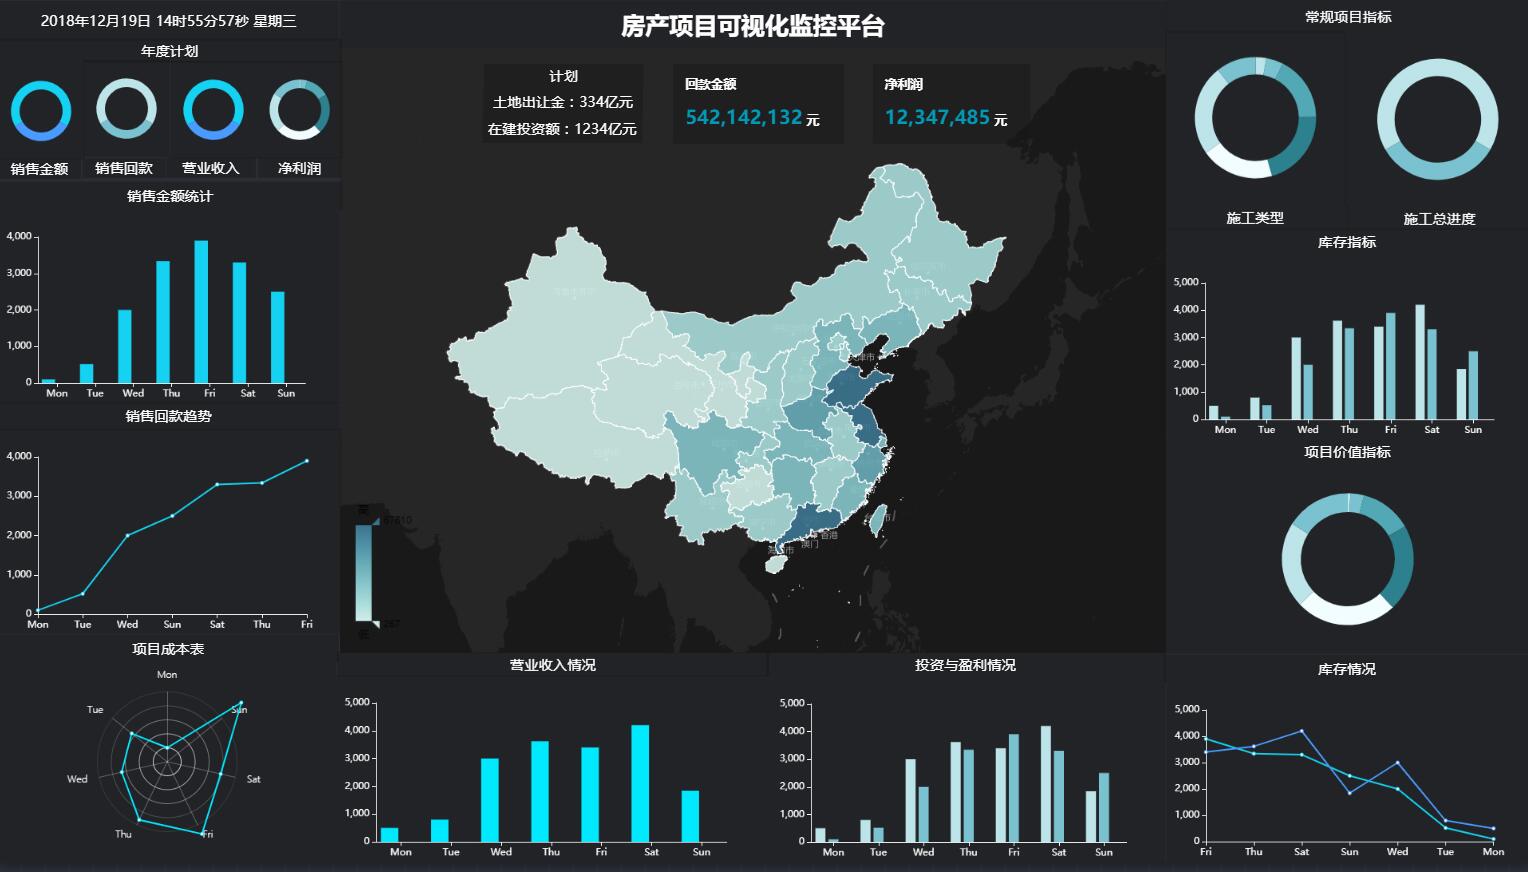 2018年12月19日 14时55分57秒 星期三
年度计划
销售金额
销售回款
营业收入
净利润
销售金额统计
4,000
3,000
2,000
1,000
0
Mon
Tue
Wed
Thu
Fri
Sat
Sun
销售回款趋势
4,000
3,000
2,000
1,000
0
Mon
Tue
Wed
Sun
Sat
Thu
Fri
项目成本表
Mon
Tue
Sun
Wed
Sat
Thu
Fri
房产项目可视化监控平台
计划
土地出让金：334亿元
在建投资额：1234亿元
回款金额
542,142,132 元
净利润
12,347,485 元
天津市
香港
澳门
高
67810
低
营业收入情况
5,000
4,000
3,000
2,000
1,000
0
Mon
Tue
Wed
Thu
Fri
Sat
Sun
投资与盈利情况
5,000
4,000
3,000
2,000
1,000
0
Mon
Tue
Wed
Thu
Fri
Sat
Sun
常规项目指标
施工类型
施工总进度
库存指标
5,000
4,000
3,000
2,000
1,000
0
Mon
Tue
Wed
Thu
Fri
Sat
Sun
项目价值指标
库存情况
5,000
4,000
3,000
2,000
1,000
0
Fri
Thu
Sat
Sun
Wed
Tue
Mon